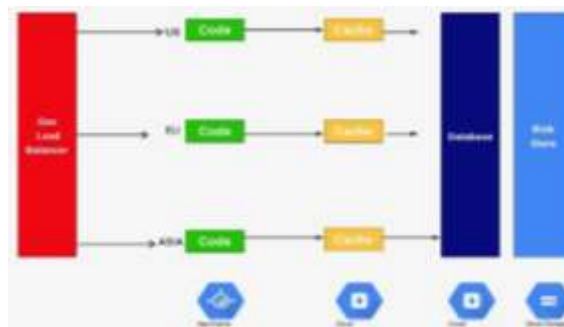 Geo
Load
Balancer
US
Code
Cache
EU
Code
Cache
ASIA
Code
Cache
Database
Blob
Store